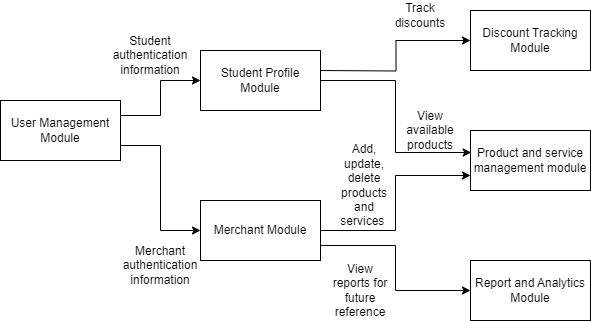 Track
discounts
Discount Tracking
Module
Student
authentication
information
Student Profile
Module
User Management
Module
View
available
products
Add,
update,
delete
products
and
services
Product and service
management module
Merchant Module
Merchant
authentication
information
View
reports for
future
reference
Report and Analytics
Module